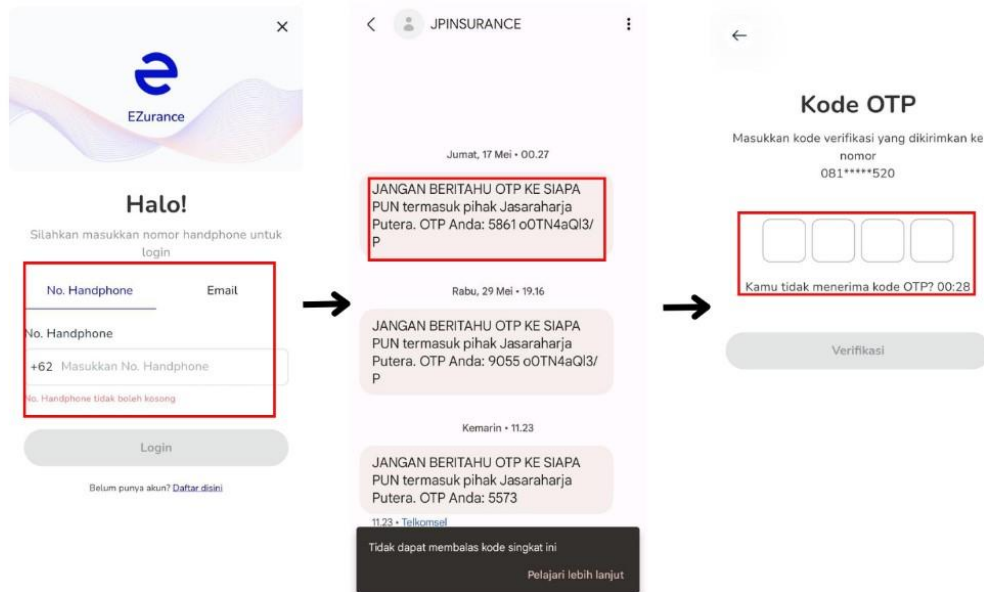 EZurance
Halo!
Silahkan masukkan nomor handphone untuk
login
No. Handphone
Email
No. Handphone
+62 Masukkan No. Handphone
No. Handphone tidak boleh kosong
Login
Belum punya akun? Daftar disini
JPINSURANCE
Jumat, 17 Mei • 00.27
JANGAN BERITAHU OTP KE SIAPA
PUN termasuk pihak Jasaraharja
Putera. OTP Anda: 5861 o0TN4aQl3/
P
Rabu, 29 Mei • 19.16
JANGAN BERITAHU OTP KE SIAPA
PUN termasuk pihak Jasaraharja
Putera. OTP Anda: 9055 o0TN4aQl3/
P
Kemarin • 11.23
JANGAN BERITAHU OTP KE SIAPA
PUN termasuk pihak Jasaraharja
Putera. OTP Anda: 5573
11.23 • Telkomsel
Tidak dapat membalas kode singkat ini
Pelajari lebih lanjut
Kode OTP
Masukkan kode verifikasi yang dikirimkan ke
nomor
081*****520
Kamu tidak menerima kode OTP? 00:28
Verifikasi